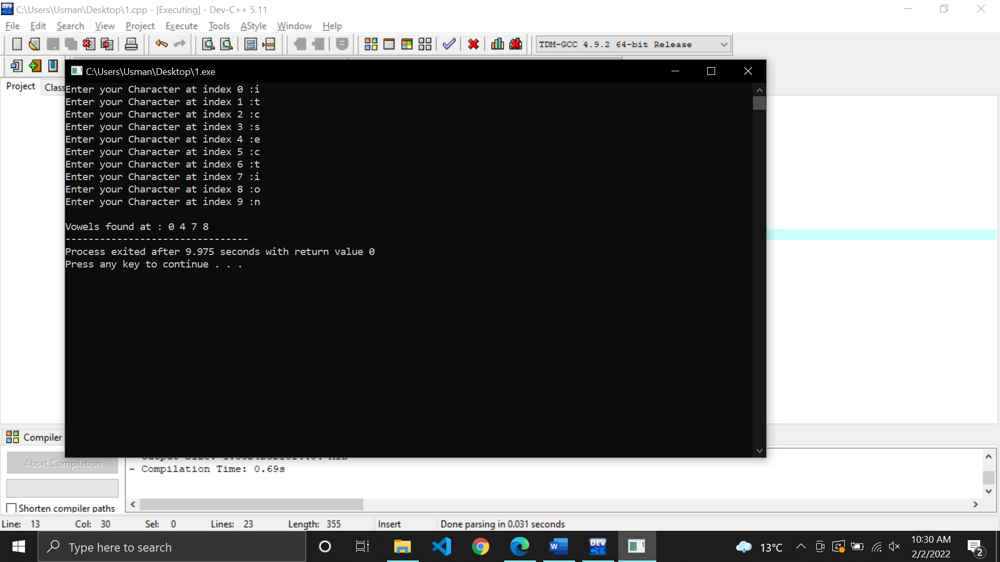 C:\Users\Usman\Desktop\1.cpp - [Executing] - Dev-C++ 5.11
File Edit Search View Project Execute Tools AStyle Window Help
TDM-GCC 4.9.2 64-bit Release
C:\Users\Usman\Desktop\1.exe
Project Class
Enter your Character at index 0 :i
Enter your Character at index 1 :t
Enter your Character at index 2 :c
Enter your Character at index 3 :s
Enter your Character at index 4 :e
Enter your Character at index 5 :c
Enter your Character at index 6 :t
Enter your Character at index 7 :i
Enter your Character at index 8 :o
Enter your Character at index 9 :n
Vowels found at : 0 4 7 8
--------------------------------
Process exited after 9.975 seconds with return value 0
Press any key to continue . . .
Compiler
Abort Compilation
- Compilation Time: 0.69s
Shorten compiler paths
Line: 13 Col: 30 Sel: 0 Lines: 23 Length: 355 Insert Done parsing in 0.031 seconds
Type here to search
W
DEV
C++
13°C
10:30 AM
2/2/2022
2